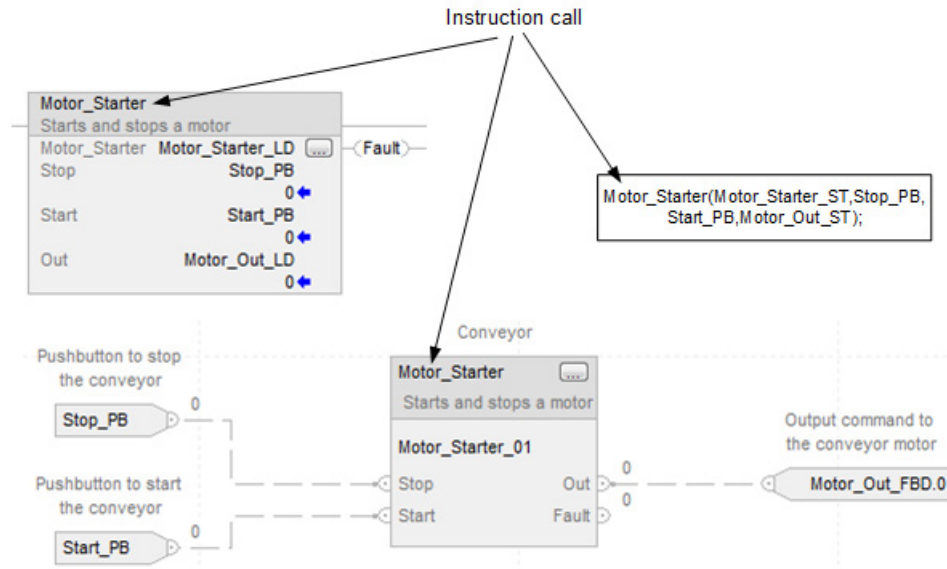 Instruction call
Motor_Starter
Starts and stops a motor
Motor_Starter Motor_Starter_LD ... Fault
Stop Stop_PB
0
Start Start_PB
0
Out Motor_Out_LD
0
Motor_Starter(Motor_Starter_ST,Stop_PB,
Start_PB,Motor_Out_ST);
Conveyor
Pushbutton to stop
the conveyor
Stop_PB
0
Pushbutton to start
the conveyor
Start_PB
0
Motor_Starter ...
Starts and stops a motor
Motor_Starter_01
Stop Out
0
Start Fault
0
Output command to
the conveyor motor
Motor_Out_FBD.0